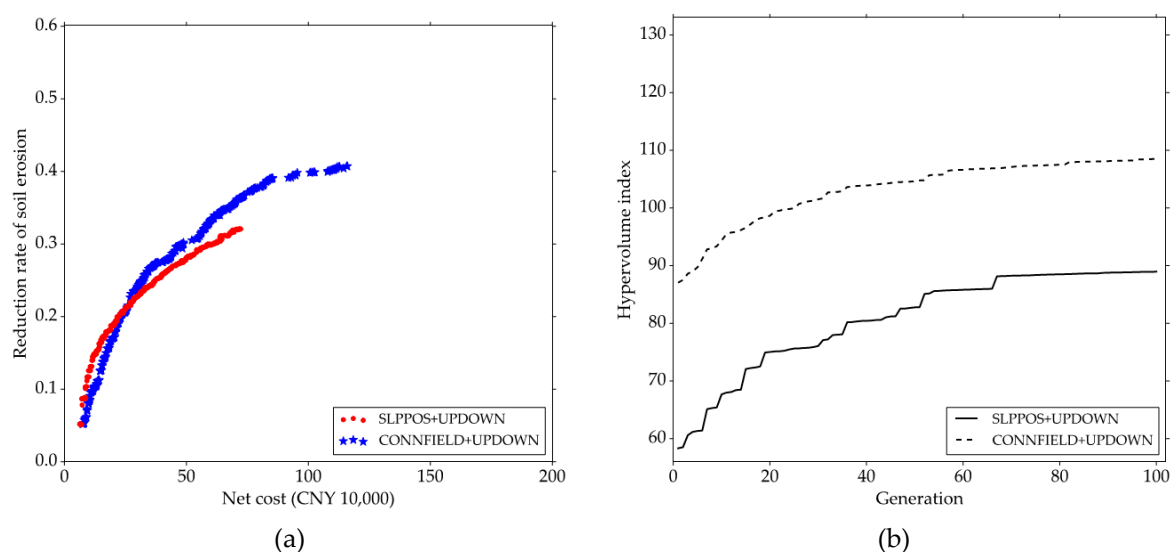 0.6
0.5
0.4
0.3
0.2
0.1
0.0
Reduction rate of soil erosion
0 50 100 150 200
Net cost (CNY 10,000)
SLPPOS+UPDOWN
CONNFIELD+UPDOWN
(a)
130
120
110
100
90
80
70
60
Hypervolume index
0 20 40 60 80 100
Generation
SLPPOS+UPDOWN
CONNFIELD+UPDOWN
(b)